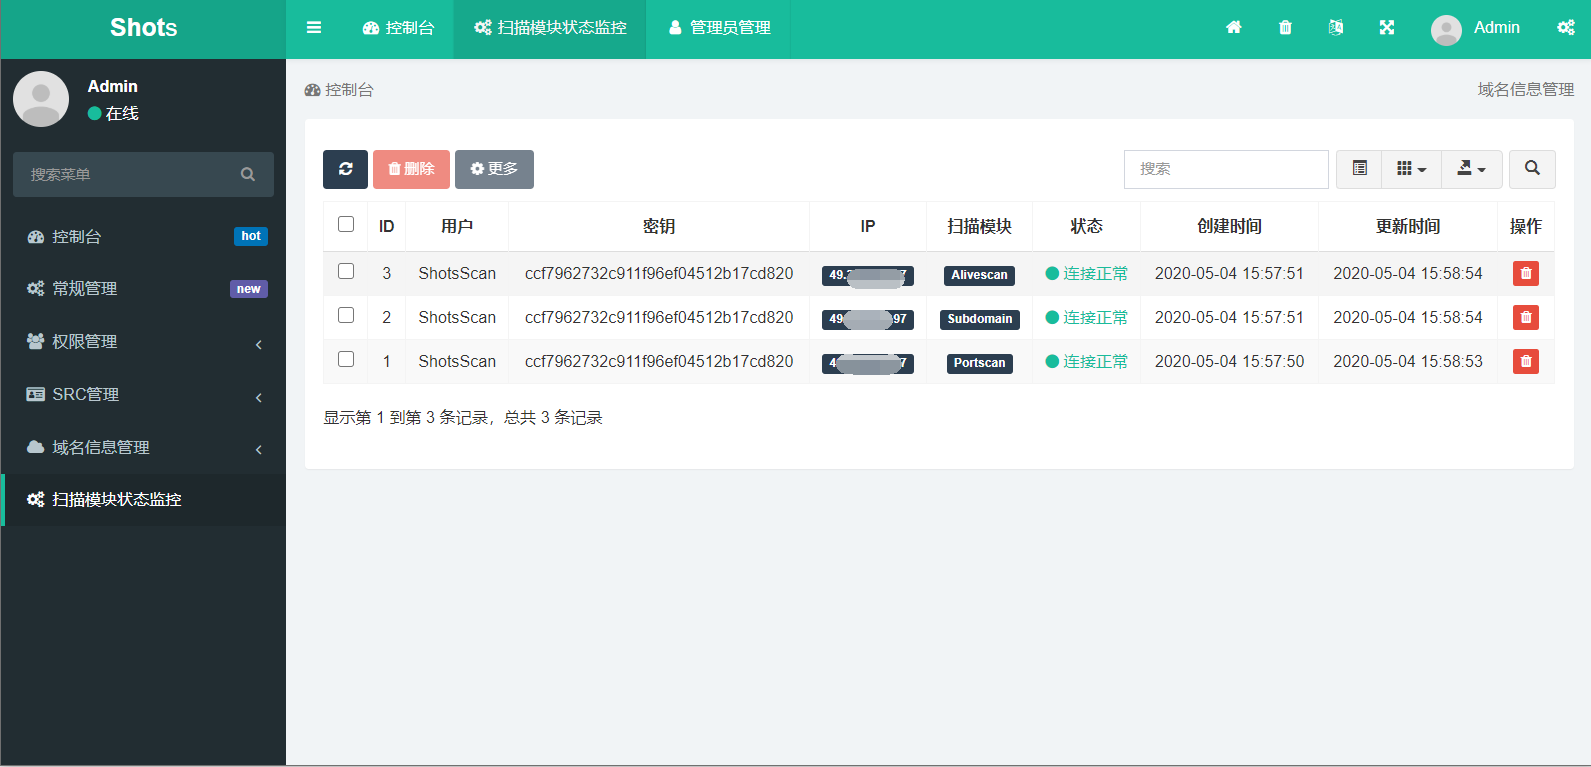 Shots
控制台
扫描模块状态监控
管理员管理
Admin
Admin
在线
搜索菜单
控制台 hot
常规管理 new
权限管理
SRC管理
域名信息管理
扫描模块状态监控
控制台
域名信息管理
删除
更多
搜索
ID 用户 密钥 IP 扫描模块 状态 创建时间 更新时间 操作
3 ShotsScan ccf7962732c911f96ef04512b17cd820 49. 7 Alivescan 连接正常 2020-05-04 15:57:51 2020-05-04 15:58:54
2 ShotsScan ccf7962732c911f96ef04512b17cd820 49 97 Subdomain 连接正常 2020-05-04 15:57:51 2020-05-04 15:58:54
1 ShotsScan ccf7962732c911f96ef04512b17cd820 4 7 Portscan 连接正常 2020-05-04 15:57:50 2020-05-04 15:58:53
显示第 1 到第 3 条记录，总共 3 条记录